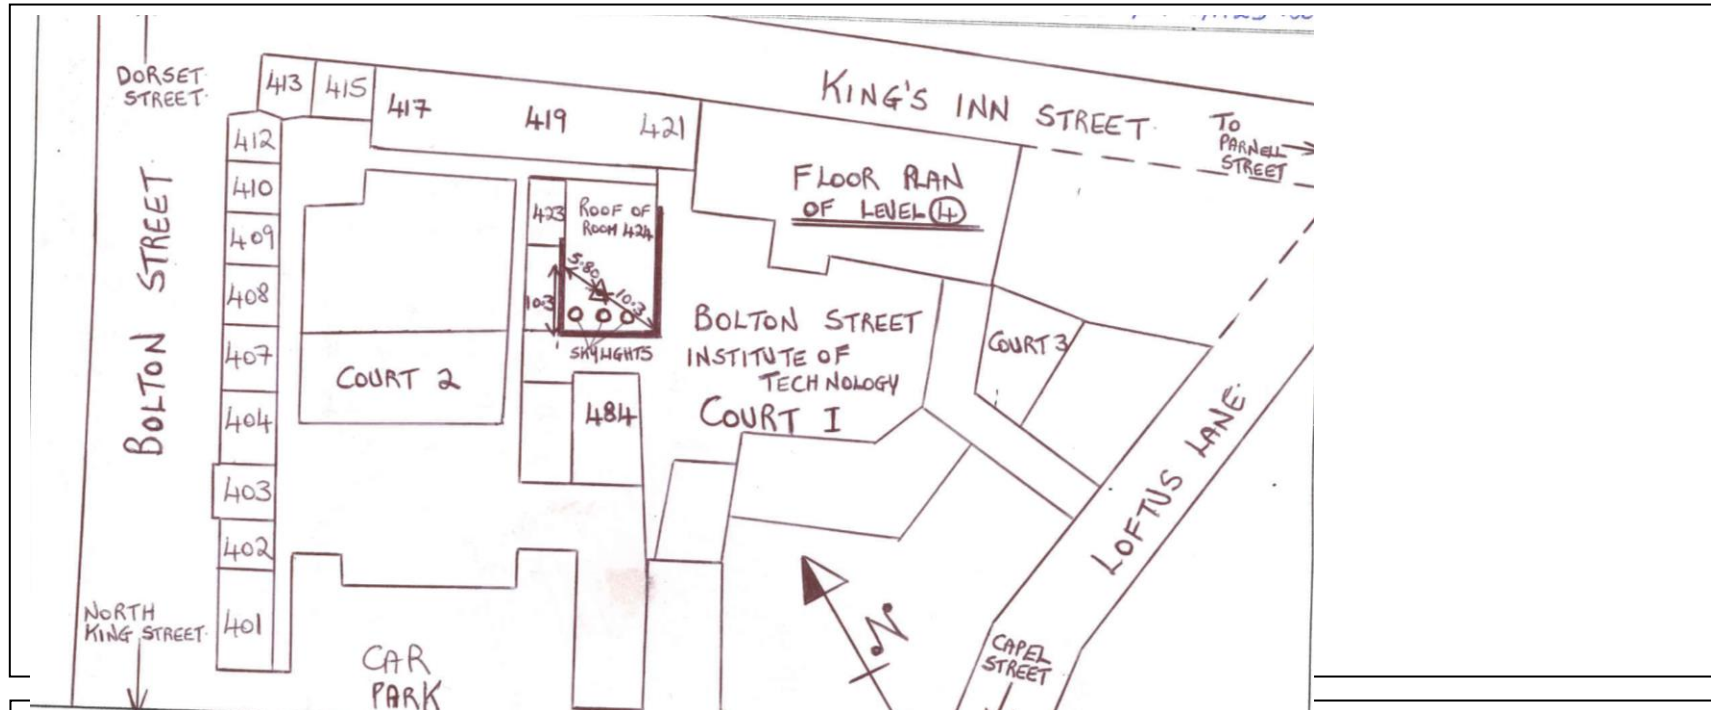 DORSET
STREET
413
415
417
419
421
KING'S INN STREET
TO
PARNELL
STREET
412
410
409
408
407
404
403
402
401
BOLTON STREET
FLOOR PLAN
OF LEVEL 4
423
ROOF OF
ROOM 424
5.80
10.3
10.3
SKYLIGHTS
BOLTON STREET
INSTITUTE OF
TECHNOLOGY
COURT I
COURT 2
COURT 3
484
LOFTUS LANE
NORTH
KING STREET
CAR
PARK
N
CAPEL
STREET